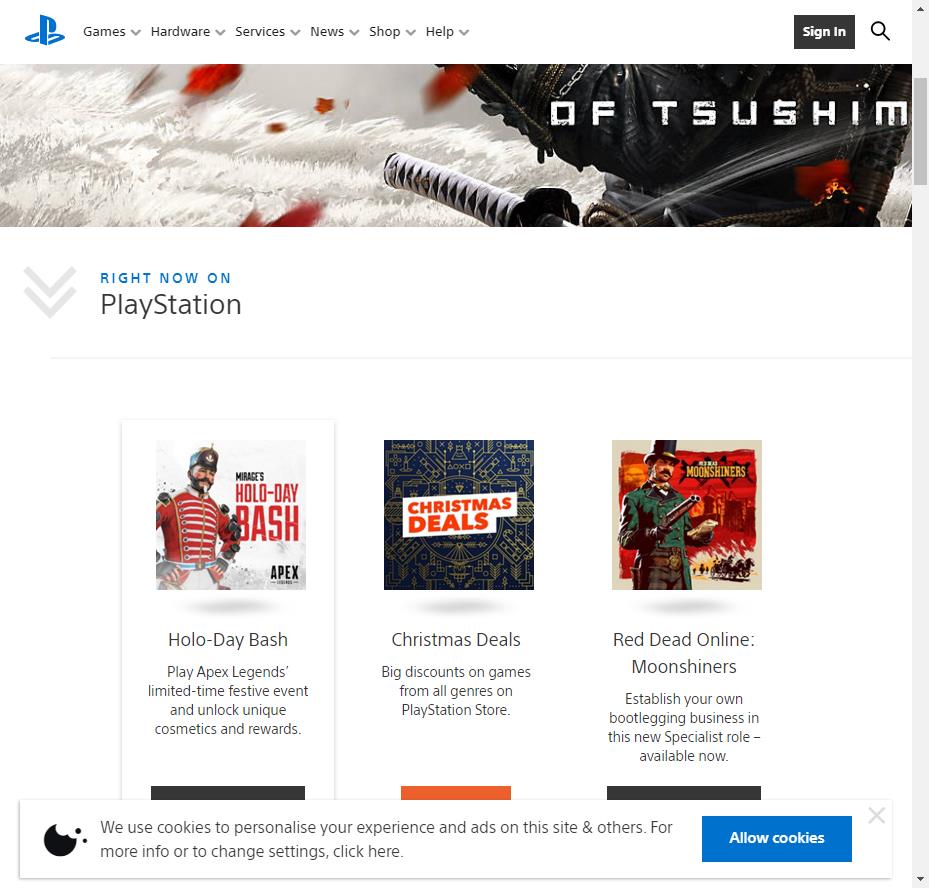 Games Hardware Services News Shop Help Sign In
OF TSUSHIM
RIGHT NOW ON
PlayStation
MIRAGE'S
HOLO-DAY
BASH
APEX
LEGENDS
CHRISTMAS
DEALS
RED DEAD
MOONSHINERS
Holo-Day Bash
Play Apex Legends'
limited-time festive event
and unlock unique
cosmetics and rewards.
Christmas Deals
Big discounts on games
from all genres on
PlayStation Store.
Red Dead Online:
Moonshiners
Establish your own
bootlegging business in
this new Specialist role –
available now.
We use cookies to personalise your experience and ads on this site & others. For
more info or to change settings, click here.
Allow cookies